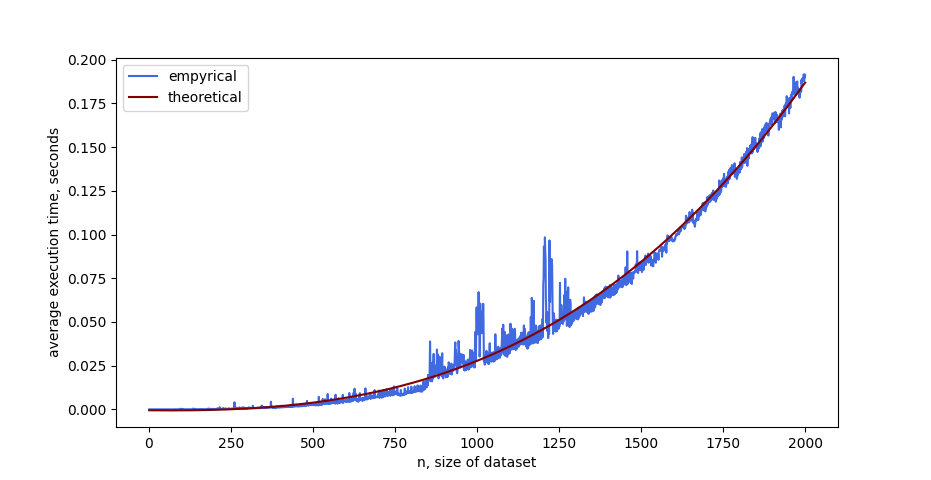 0.200
0.175
0.150
0.125
0.100
0.075
0.050
0.025
0.000
average execution time, seconds
empyrical
theoretical
0 250 500 750 1000 1250 1500 1750 2000
n, size of dataset